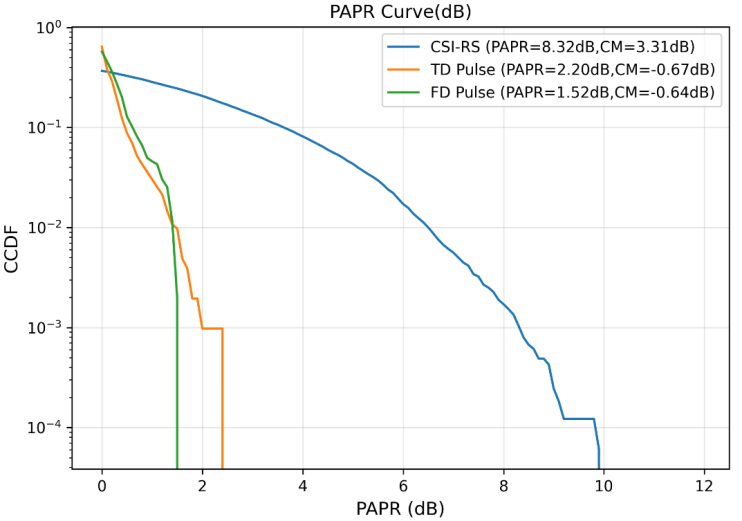 PAPR Curve(dB)
CSI-RS (PAPR=8.32dB,CM=3.31dB)
TD Pulse (PAPR=2.20dB,CM=-0.67dB)
FD Pulse (PAPR=1.52dB,CM=-0.64dB)
CCDF
10⁰
10⁻¹
10⁻²
10⁻³
10⁻⁴
0 2 4 6 8 10 12
PAPR (dB)